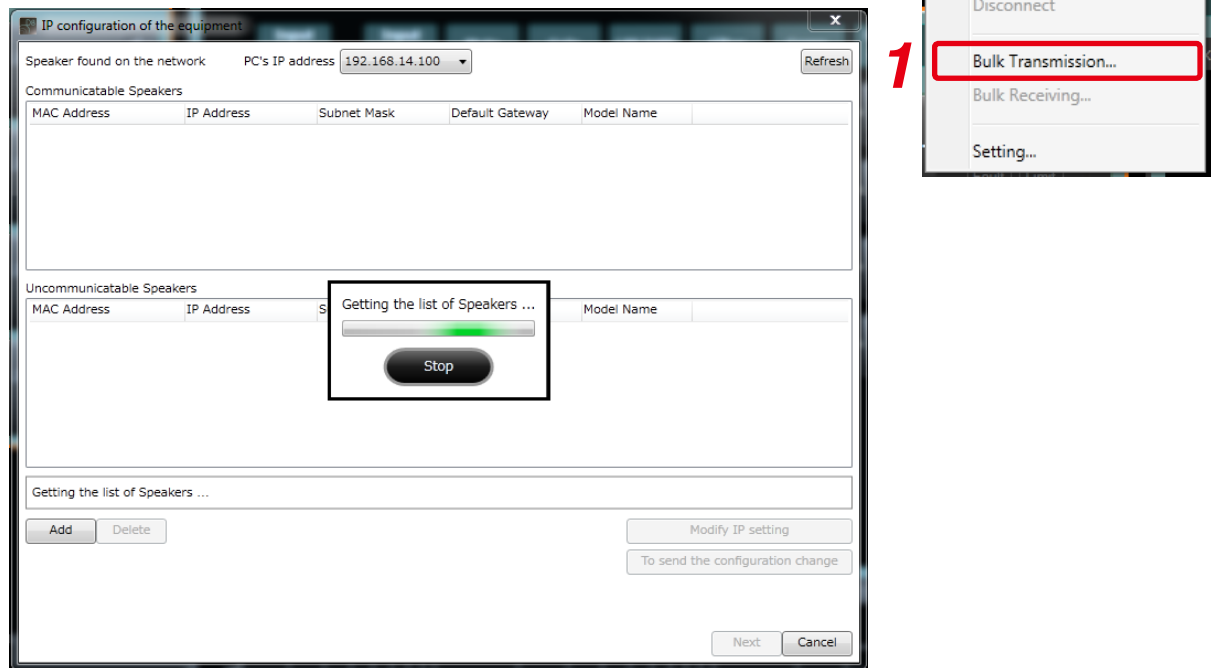 IP configuration of the equipment
Speaker found on the network PC's IP address 192.168.14.100 Refresh
Communicatable Speakers
MAC Address IP Address Subnet Mask Default Gateway Model Name
Uncommunicatable Speakers
MAC Address IP Address S Model Name
Getting the list of Speakers ...
Stop
Getting the list of Speakers ...
Add Delete Modify IP setting
To send the configuration change
Next Cancel
Disconnect
1 Bulk Transmission...
Bulk Receiving...
Setting...